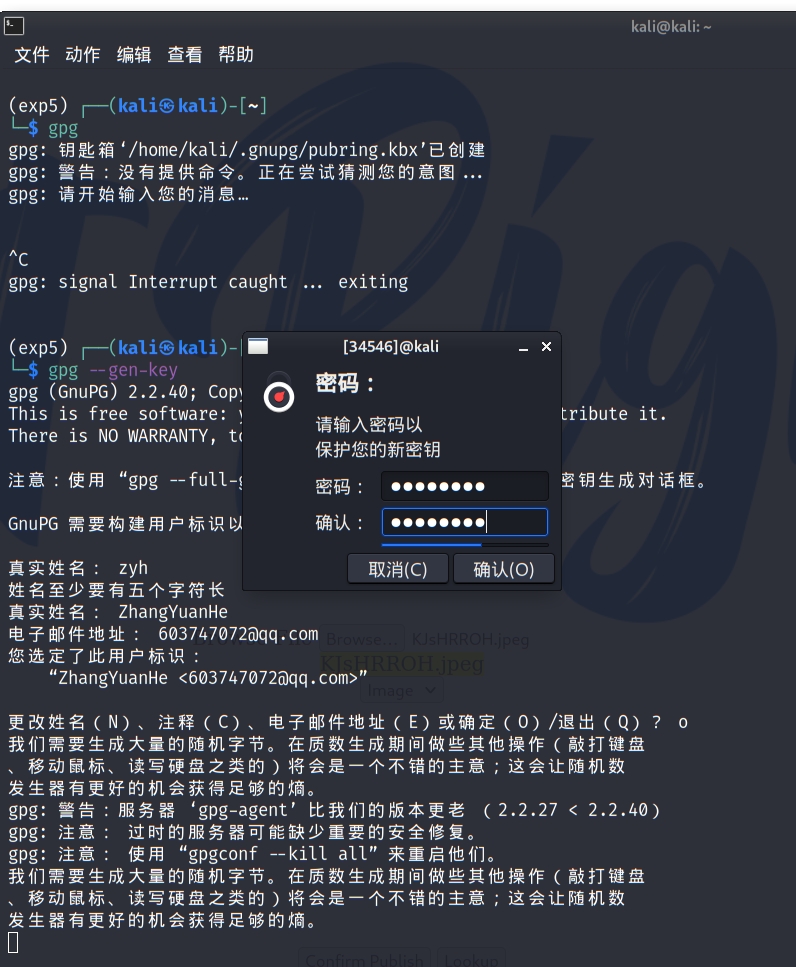 kali@kali: ~
文件 动作 编辑 查看 帮助
(exp5) ┌──(kali㉿kali)-[~]
└─$ gpg
gpg: 钥匙箱‘/home/kali/.gnupg/pubring.kbx’已创建
gpg: 警告：没有提供命令。正在尝试猜测您的意图 ...
gpg: 请开始输入您的消息…
^C
gpg: signal Interrupt caught ... exiting
(exp5) ┌──(kali㉿kali)-[
└─$ gpg --gen-key
gpg (GnuPG) 2.2.40; Copy
This is free software: y
tribute it.
There is NO WARRANTY, to
注意：使用 “gpg --full-g
密钥生成对话框。
GnuPG 需要构建用户标识以
[34546]@kali
密码：
请输入密码以
保护您的新密钥
密码： ●●●●●●●●
确认： ●●●●●●●●
取消(C) 确认(O)
真实姓名： zyh
姓名至少要有五个字符长
真实姓名： ZhangYuanHe
电子邮件地址： 603747072@qq.com
Browse… KJsHRROH.jpeg
您选定了此用户标识：
KJsHRROH.jpeg
“ZhangYuanHe <603747072@qq.com>”
Image
更改姓名（N）、注释（C）、电子邮件地址（E）或确定（O）/退出（Q）？ o
我们需要生成大量的随机字节。在质数生成期间做些其他操作（敲打键盘
、移动鼠标、读写硬盘之类的）将会是一个不错的主意；这会让随机数
发生器有更好的机会获得足够的熵。
gpg: 警告：服务器 ‘gpg-agent’ 比我们的版本更老 （2.2.27 < 2.2.40）
gpg: 注意： 过时的服务器可能缺少重要的安全修复。
gpg: 注意： 使用 “gpgconf --kill all” 来重启他们。
我们需要生成大量的随机字节。在质数生成期间做些其他操作（敲打键盘
、移动鼠标、读写硬盘之类的）将会是一个不错的主意；这会让随机数
发生器有更好的机会获得足够的熵。
Confirm Publish Lookup